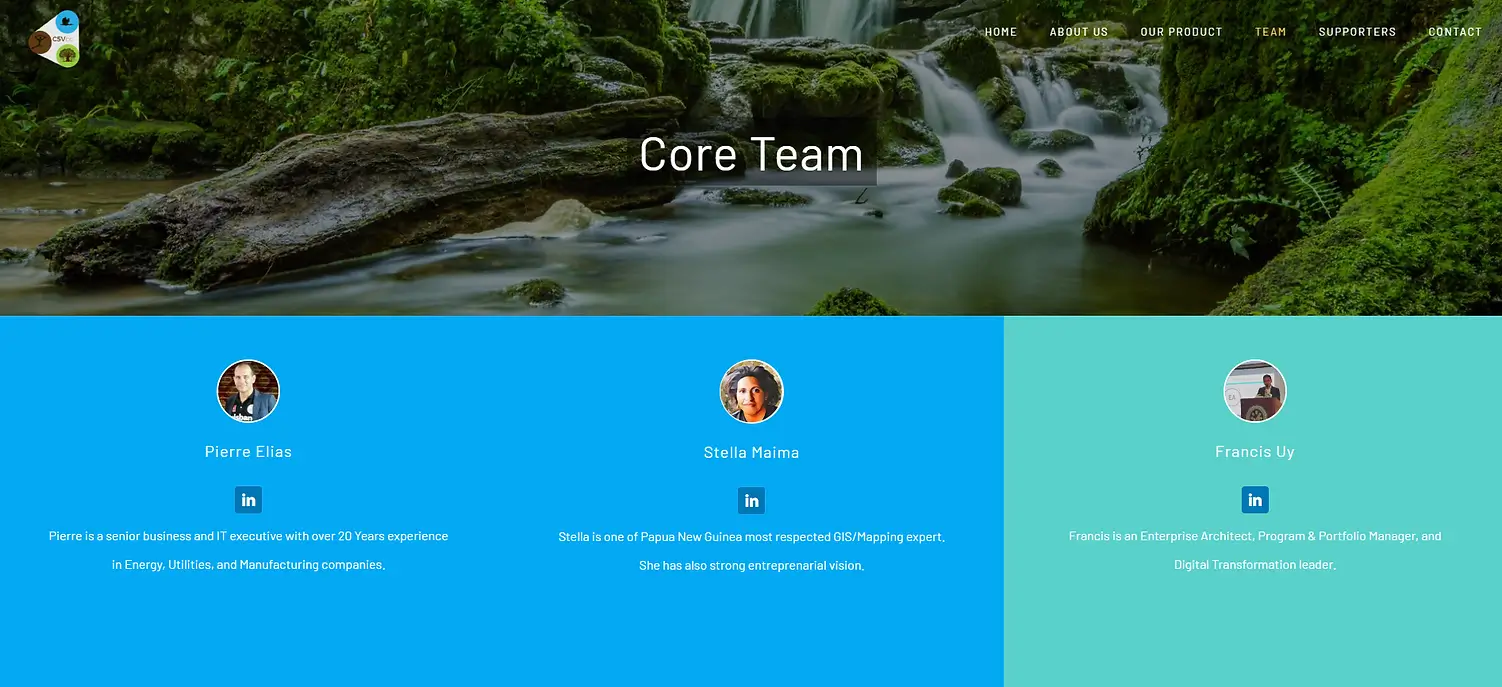 CSV
HOME
ABOUT US
OUR PRODUCT
TEAM
SUPPORTERS
CONTACT
Core Team
Pierre Elias
in
Pierre is a senior business and IT executive with over 20 Years experience
in Energy, Utilities, and Manufacturing companies.
Stella Maima
in
Stella is one of Papua New Guinea most respected GIS/Mapping expert.
She has also strong entreprenarial vision.
EA
Francis Uy
in
Francis is an Enterprise Architect, Program & Portfolio Manager, and
Digital Transformation leader.